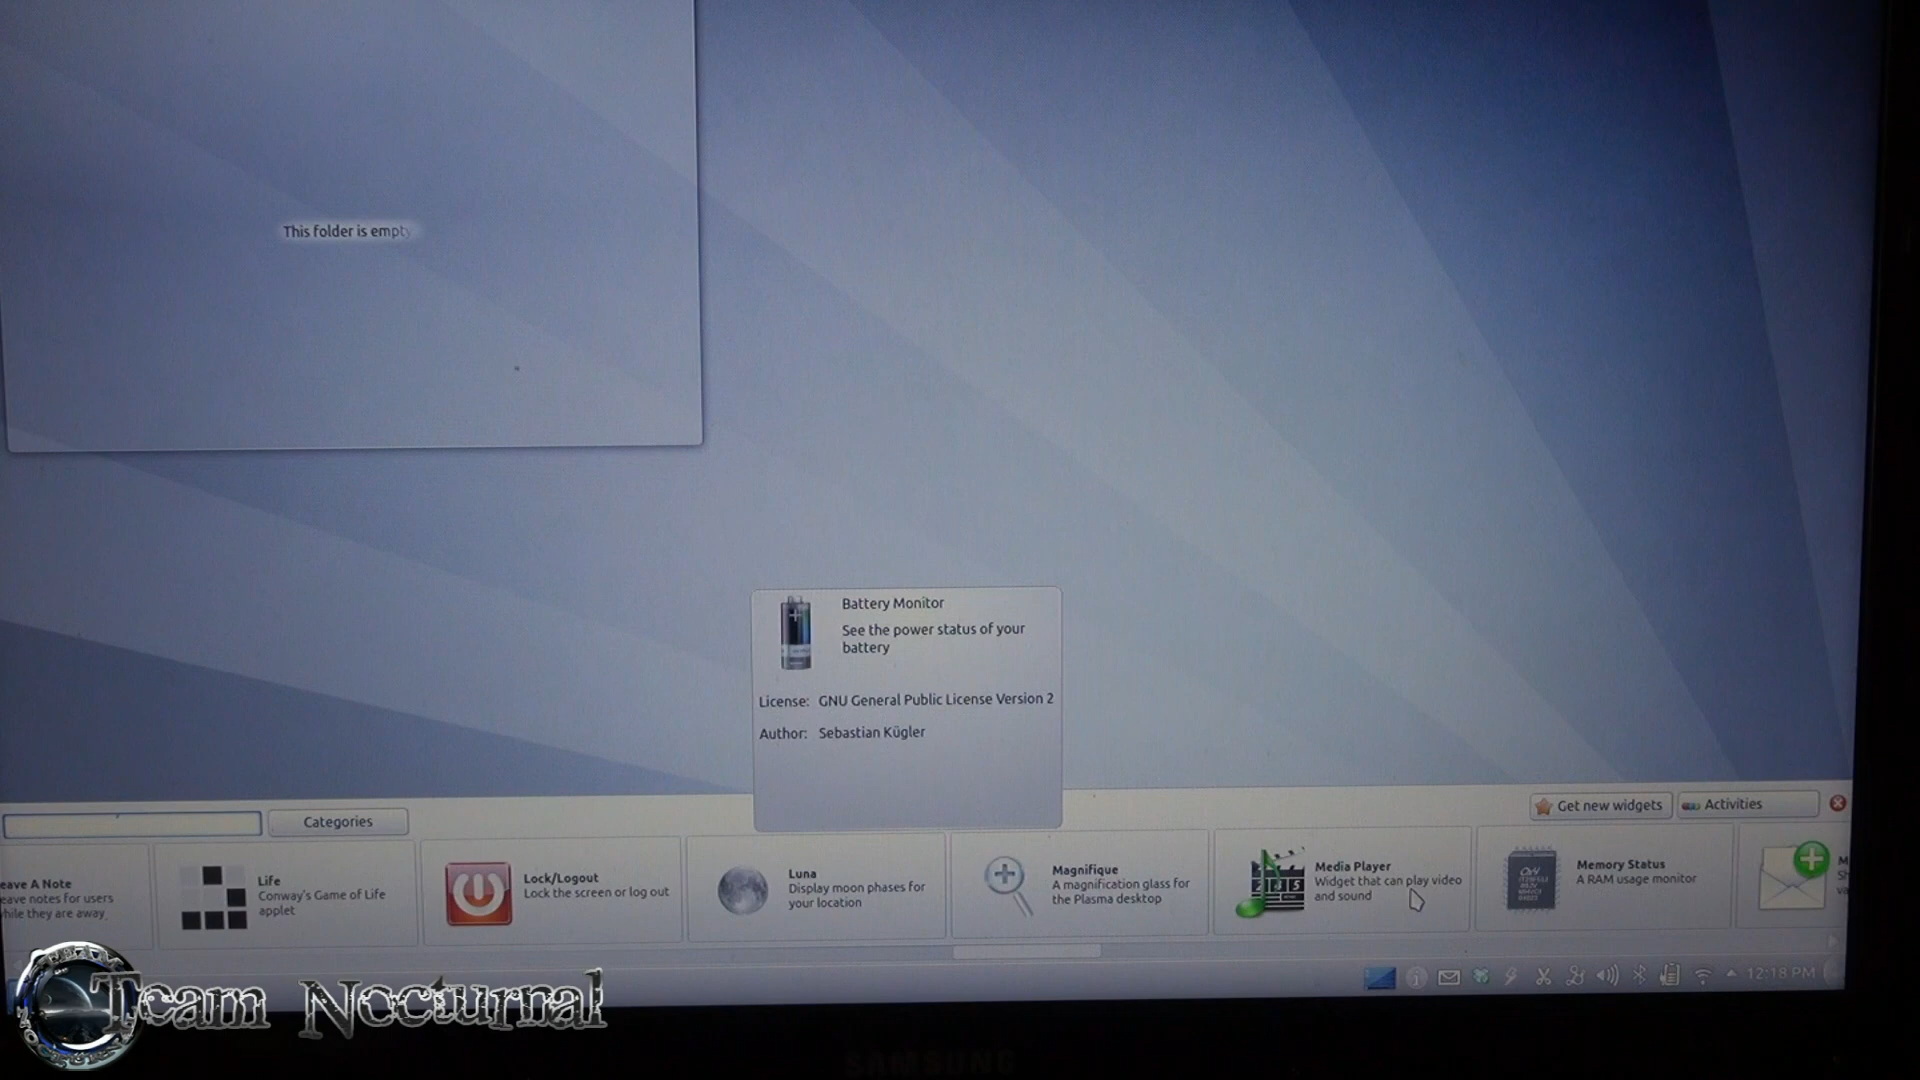 This folder is empty
Battery Monitor
See the power status of your
battery
License: GNU General Public License Version 2
Author: Sebastian Kügler
Categories
Get new widgets
Activities
eave A Note
eave notes for users
hile they are away
Life
Conway's Game of Life
applet
Lock/Logout
Lock the screen or log out
Luna
Display moon phases for
your location
Magnifique
A magnification glass for
the Plasma desktop
Media Player
Widget that can play video
and sound
Memory Status
A RAM usage monitor
M
12:18 PM
Team Nocturnal
SAMSUNG